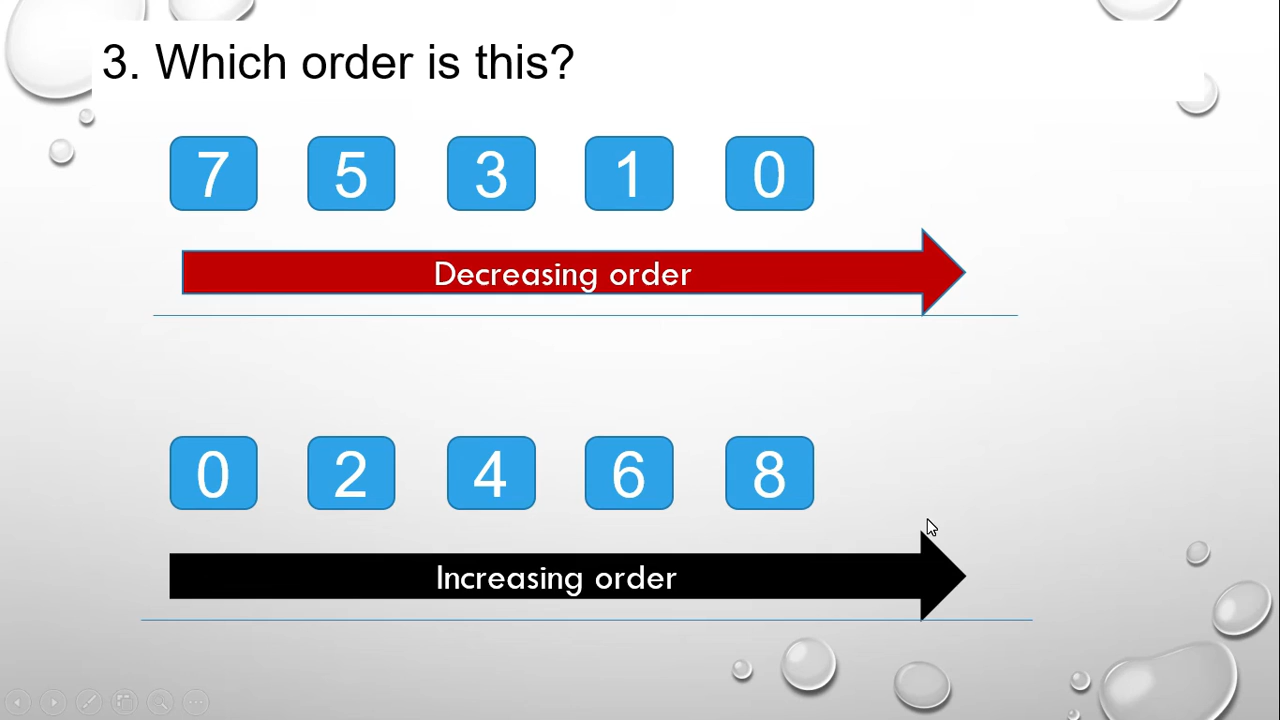 3. Which order is this?
7 5 3 1 0
Decreasing order
0 2 4 6 8
Increasing order